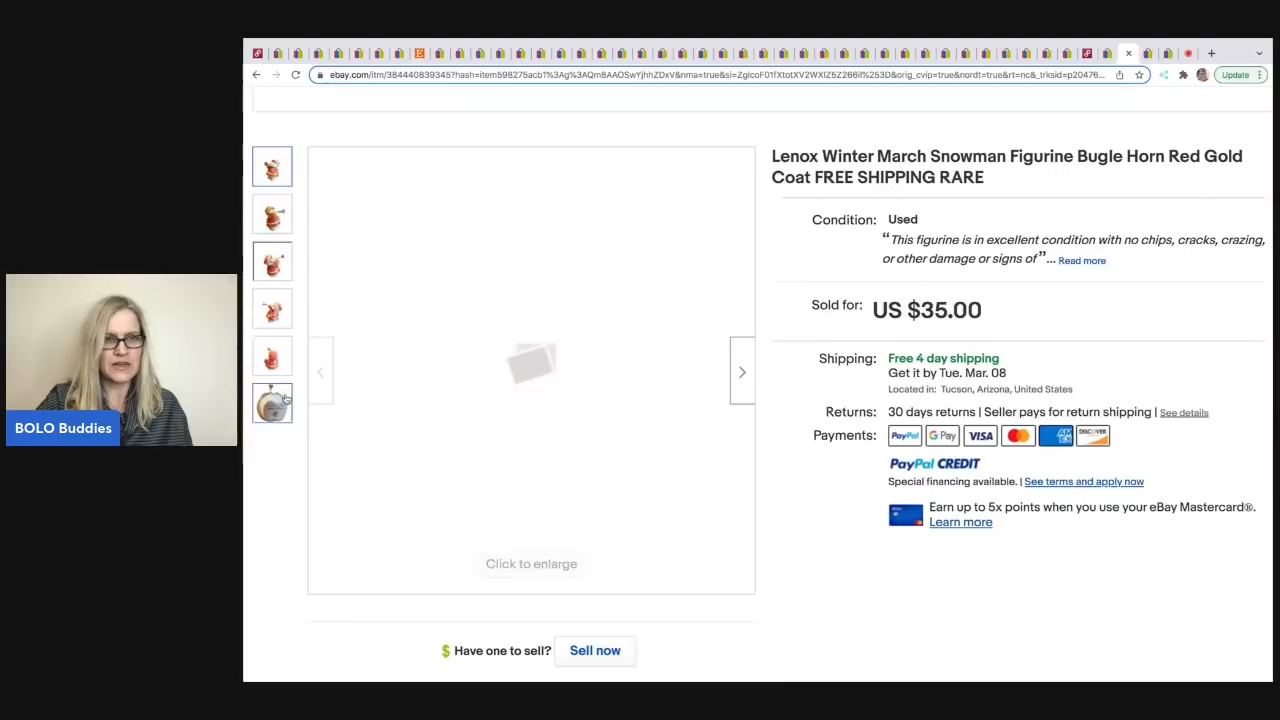 ebay.com/itm/384440839345?hash=item598275acb1%3Ag%3AQmBAAOSwYjhhZDxV&nma=true&si=ZglcoF01fXtotXV2WXIZ5Z266iI%253D&orig_cvip=true&nordt=true&rt=nc&_trksid=p20476...
Update
Lenox Winter March Snowman Figurine Bugle Horn Red Gold
Coat FREE SHIPPING RARE
Condition: Used
“This figurine is in excellent condition with no chips, cracks, crazing,
or other damage or signs of”... Read more
Sold for: US $35.00
Shipping: Free 4 day shipping
Get it by Tue. Mar. 08
Located in: Tucson, Arizona, United States
Returns: 30 days returns | Seller pays for return shipping | See details
Payments: PayPal G Pay VISA DISCOVER
PayPal CREDIT
Special financing available. | See terms and apply now
Earn up to 5x points when you use your eBay Mastercard®.
Learn more
Click to enlarge
Have one to sell? Sell now
BOLO Buddies